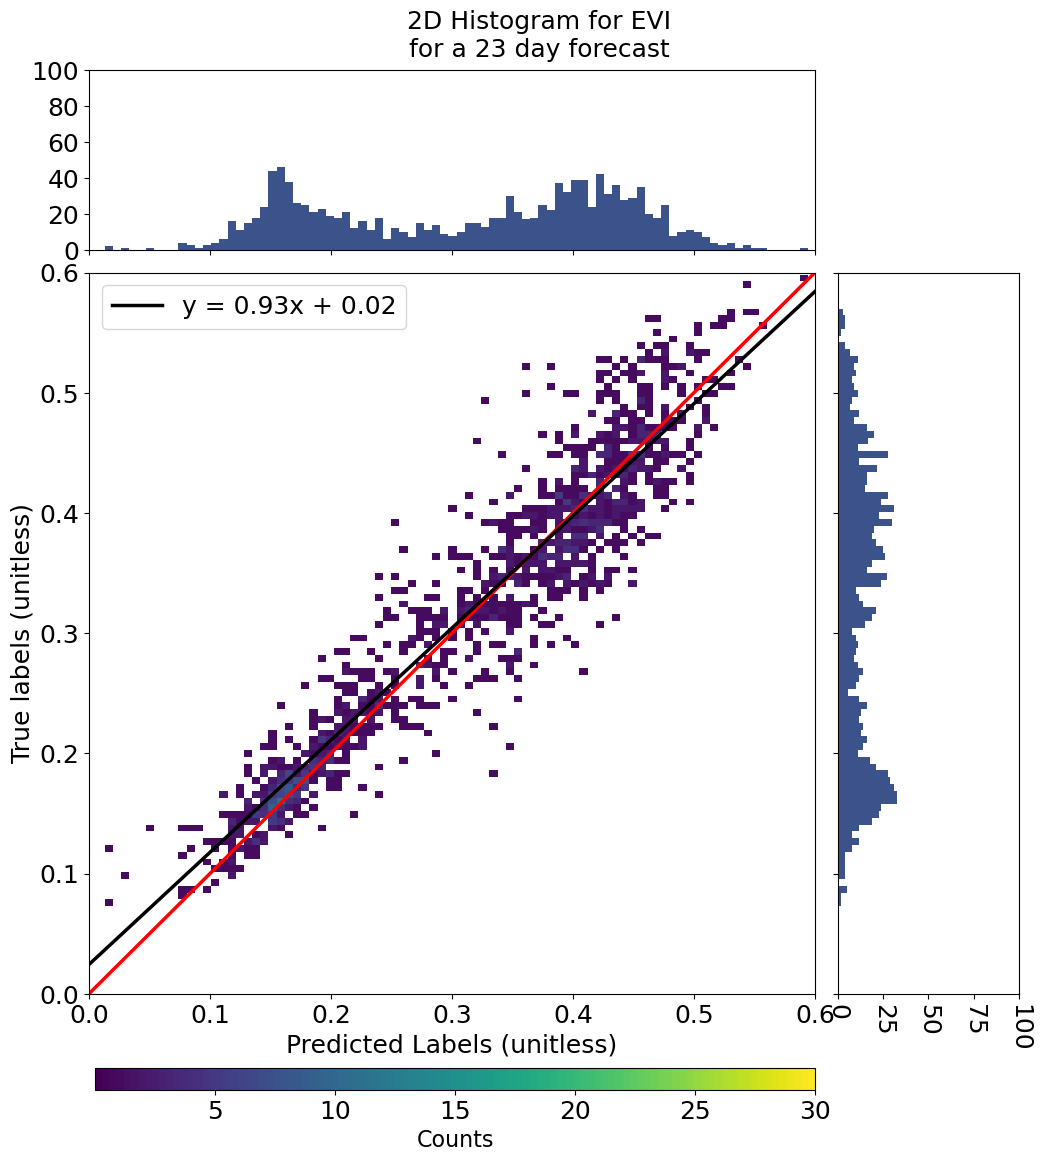 2D Histogram for EVI
for a 23 day forecast
100
80
60
40
20
0
y = 0.93x + 0.02
0.6
0.5
0.4
0.3
0.2
0.1
0.0
True labels (unitless)
0.0 0.1 0.2 0.3 0.4 0.5 0.6
Predicted Labels (unitless)
0 25 50 75 100
5 10 15 20 25 30
Counts